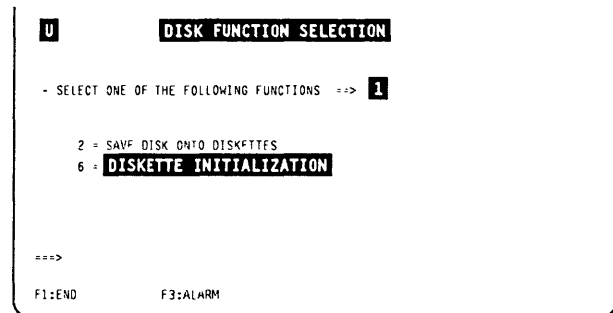 U DISK FUNCTION SELECTION
- SELECT ONE OF THE FOLLOWING FUNCTIONS ==> 1
2 = SAVE DISK ONTO DISKETTES
6 = DISKETTE INITIALIZATION
===>
F1:END F3:ALARM